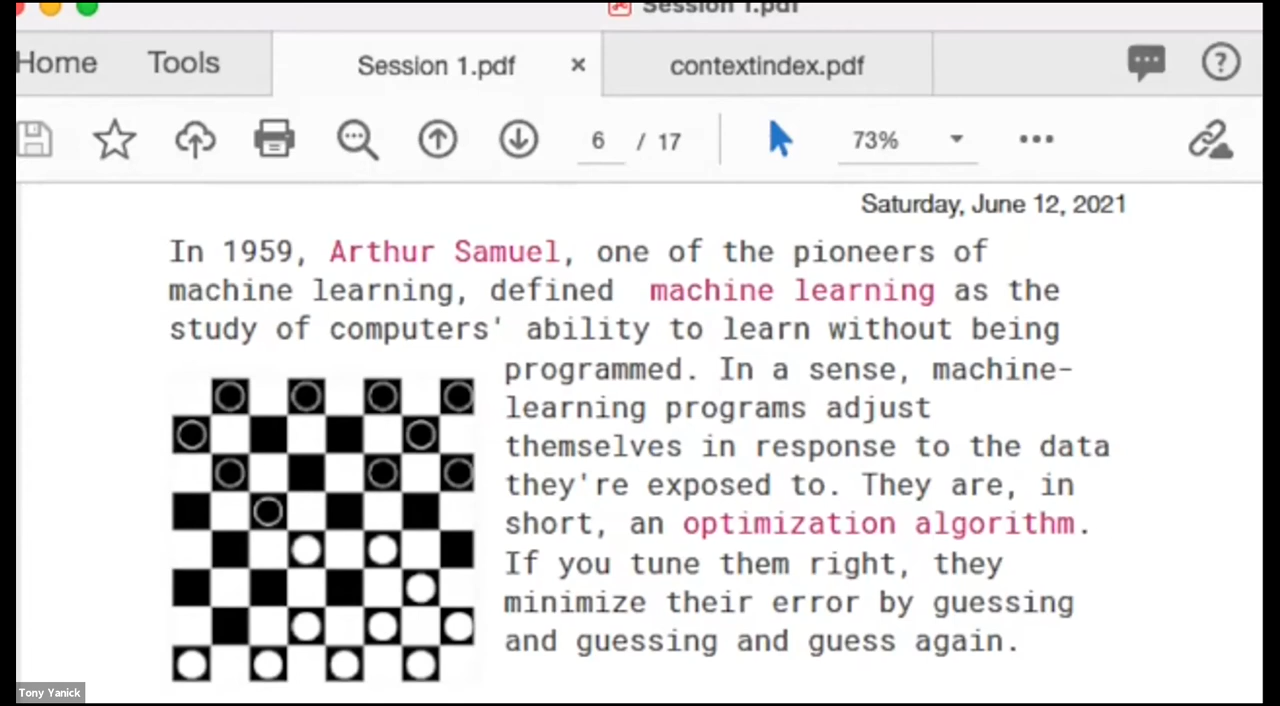 Session 1.pdf
Home Tools Session 1.pdf × contextindex.pdf
6 / 17 73%
Saturday, June 12, 2021
In 1959, Arthur Samuel, one of the pioneers of
machine learning, defined machine learning as the
study of computers' ability to learn without being
programmed. In a sense, machine-
learning programs adjust
themselves in response to the data
they're exposed to. They are, in
short, an optimization algorithm.
If you tune them right, they
minimize their error by guessing
and guessing and guess again.
Tony Yanick